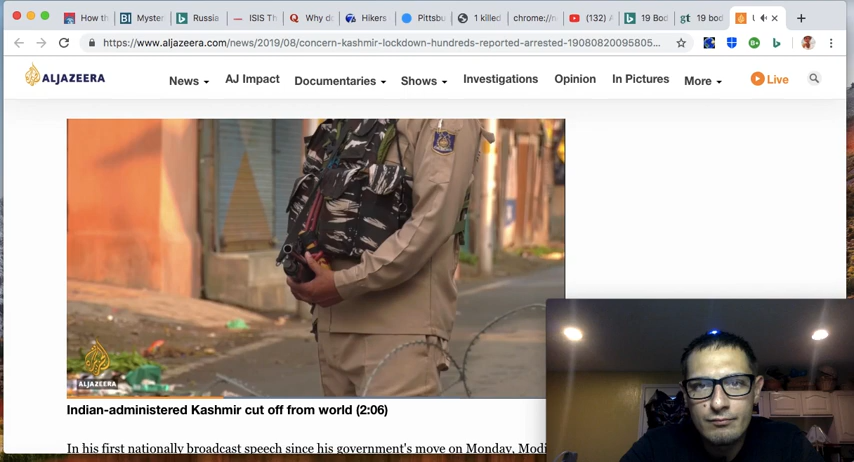 How th
Myster
Russia
ISIS Th
Why do
Hikers
Pittsbu
1 killed
chrome://n
(132) A
19 Bod
19 bod
https://www.aljazeera.com/news/2019/08/concern-kashmir-lockdown-hundreds-reported-arrested-19080820095805...
ALJAZEERA
News
AJ Impact
Documentaries
Shows
Investigations
Opinion
In Pictures
More
Live
ALJAZEERA
Indian-administered Kashmir cut off from world (2:06)
In his first nationally broadcast speech since his government's move on Monday, Modi